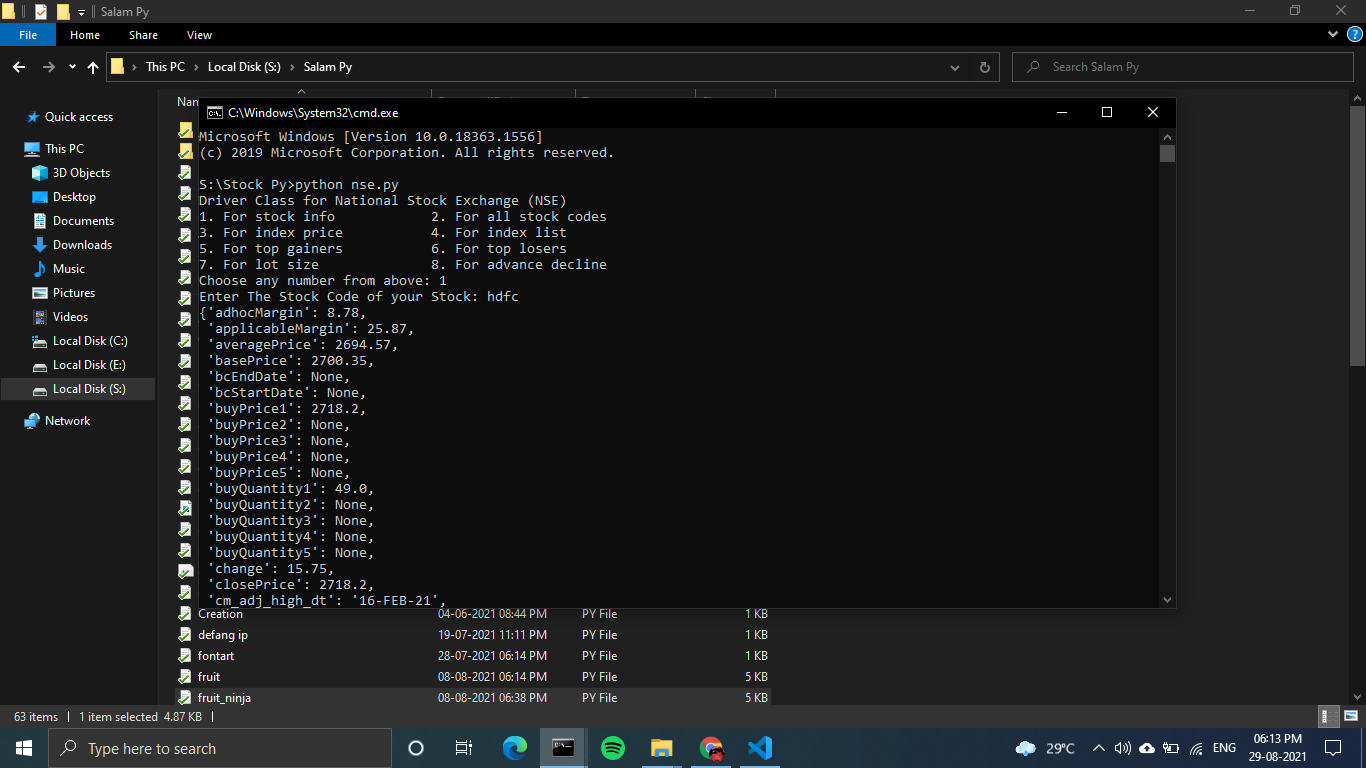 Salam Py
File Home Share View
This PC Local Disk (S:) Salam Py
Search Salam Py
Quick access
This PC
3D Objects
Desktop
Documents
Downloads
Music
Pictures
Videos
Local Disk (C:)
Local Disk (E:)
Local Disk (S:)
Network
C:\Windows\System32\cmd.exe
Microsoft Windows [Version 10.0.18363.1556]
(c) 2019 Microsoft Corporation. All rights reserved.
S:\Stock Py>python nse.py
Driver Class for National Stock Exchange (NSE)
1. For stock info 2. For all stock codes
3. For index price 4. For index list
5. For top gainers 6. For top losers
7. For lot size 8. For advance decline
Choose any number from above: 1
Enter The Stock Code of your Stock: hdfc
{'adhocMargin': 8.78,
'applicableMargin': 25.87,
'averagePrice': 2694.57,
'basePrice': 2700.35,
'bcEndDate': None,
'bcStartDate': None,
'buyPrice1': 2718.2,
'buyPrice2': None,
'buyPrice3': None,
'buyPrice4': None,
'buyPrice5': None,
'buyQuantity1': 49.0,
'buyQuantity2': None,
'buyQuantity3': None,
'buyQuantity4': None,
'buyQuantity5': None,
'change': 15.75,
'closePrice': 2718.2,
'cm_adj_high_dt': '16-FEB-21',
Creation 04-06-2021 08:44 PM PY File 1 KB
defang ip 19-07-2021 11:11 PM PY File 1 KB
fontart 28-07-2021 06:14 PM PY File 1 KB
fruit 08-08-2021 06:14 PM PY File 5 KB
fruit_ninja 08-08-2021 06:38 PM PY File 5 KB
63 items 1 item selected 4.87 KB
Type here to search
29°C
ENG
06:13 PM
29-08-2021